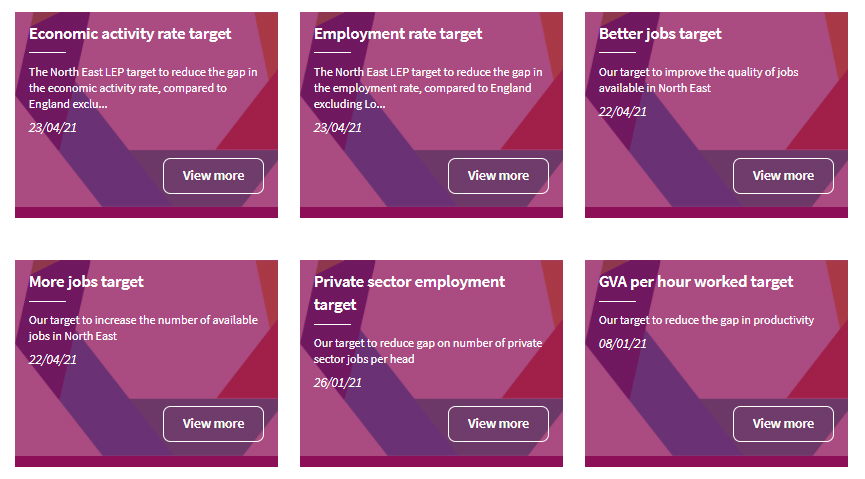 Economic activity rate target
The North East LEP target to reduce the gap in
the economic activity rate, compared to
England exclu...
23/04/21
View more
Employment rate target
The North East LEP target to reduce the gap in
the employment rate, compared to England
excluding Lo...
23/04/21
View more
Better jobs target
Our target to improve the quality of jobs
available in North East
22/04/21
View more
More jobs target
Our target to increase the number of available
jobs in North East
22/04/21
View more
Private sector employment
target
Our target to reduce gap on number of private
sector jobs per head
26/01/21
View more
GVA per hour worked target
Our target to reduce the gap in productivity
08/01/21
View more